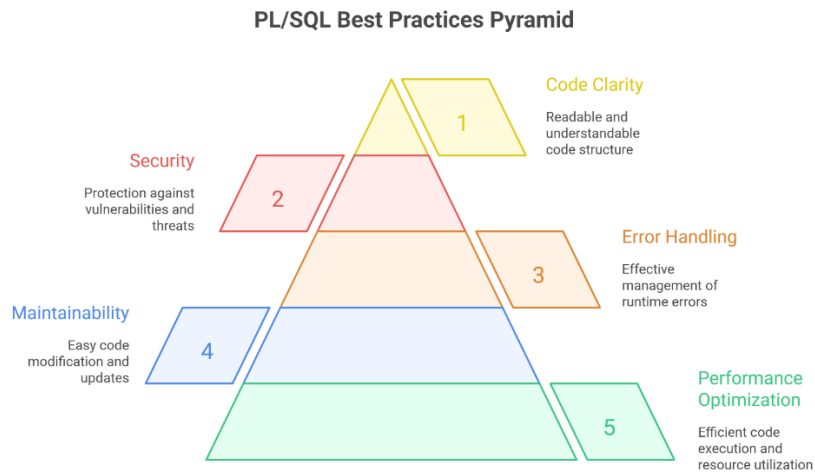 PL/SQL Best Practices Pyramid
Code Clarity
1
Readable and
understandable
code structure
Security
2
Protection against
vulnerabilities and
threats
Error Handling
3
Effective
management of
runtime errors
Maintainability
4
Easy code
modification and
updates
Performance
Optimization
5
Efficient code
execution and
resource utilization